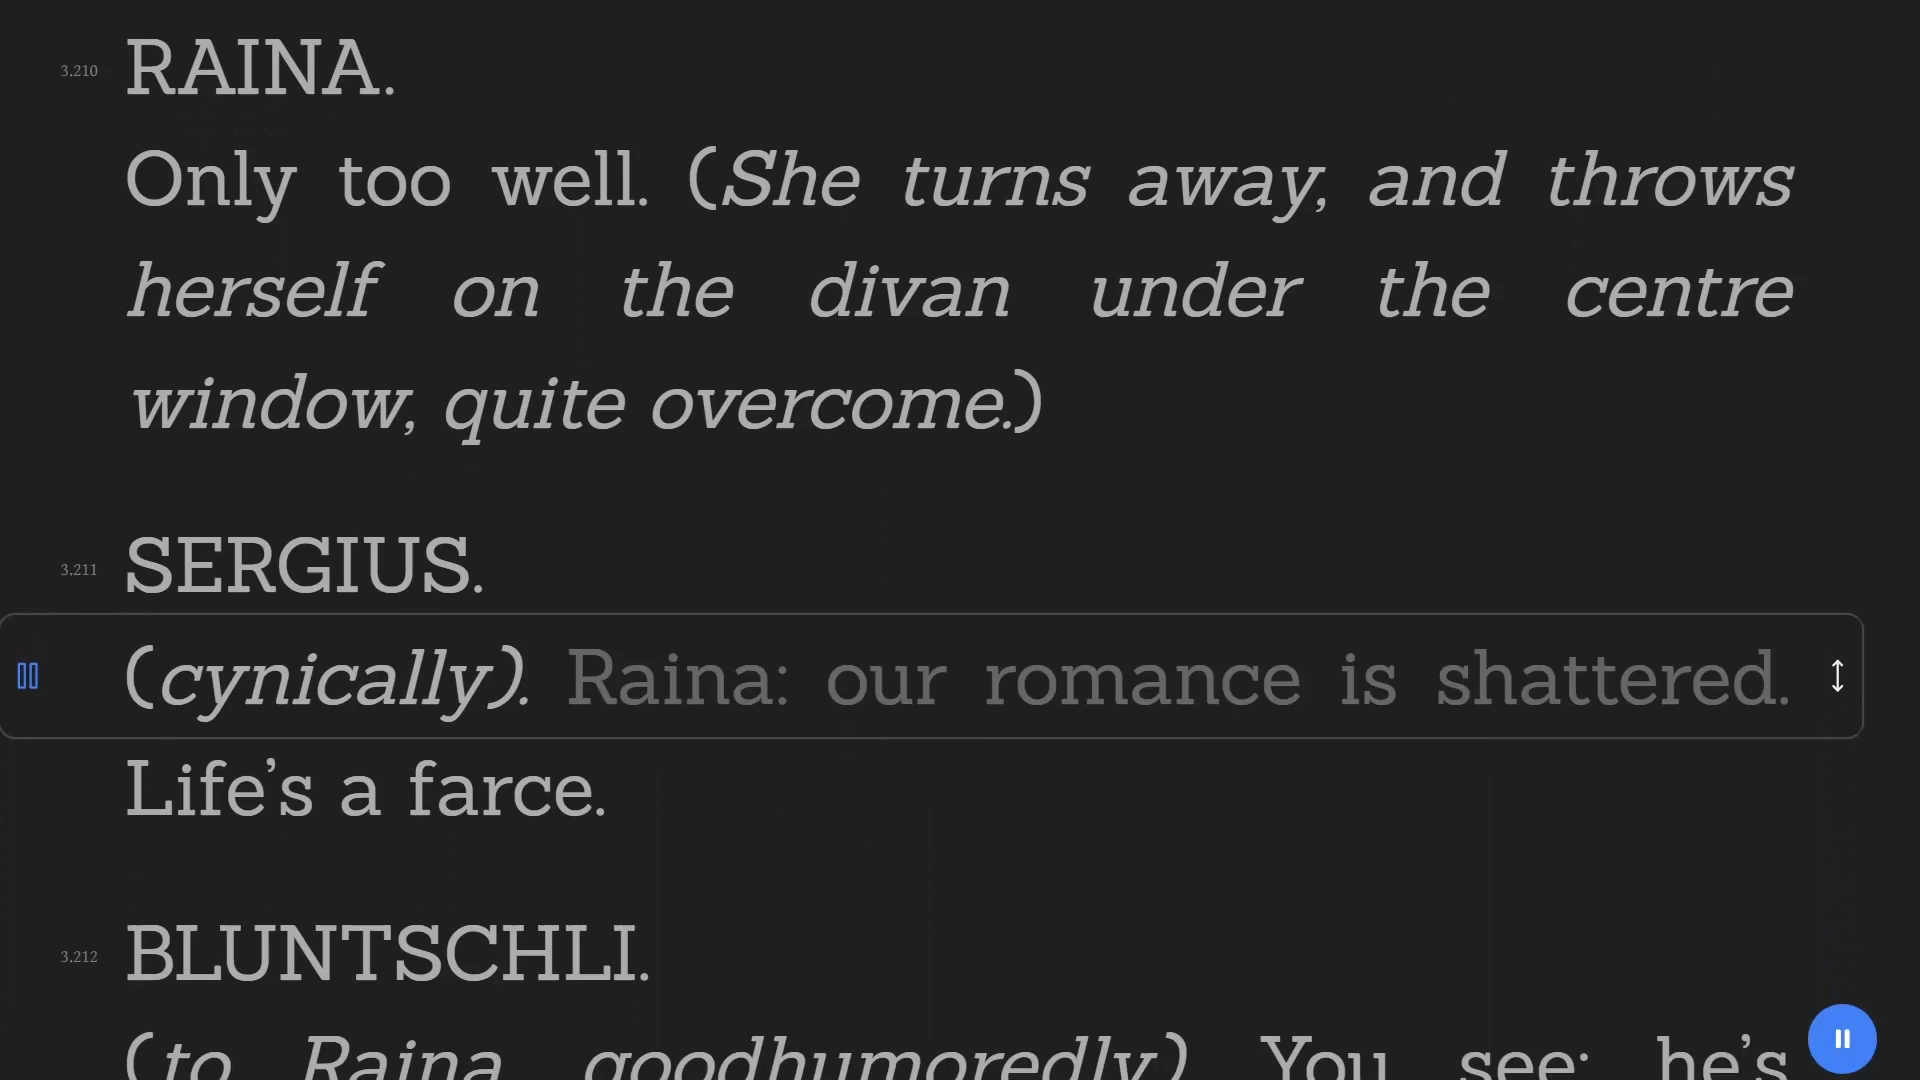 3.210 RAINA.
Only too well. (She turns away, and throws
herself on the divan under the centre
window, quite overcome.)
3.211 SERGIUS.
(cynically). Raina: our romance is shattered.
Life’s a farce.
3.212 BLUNTSCHLI.
(to Raina goodhumoredly) You see: he’s